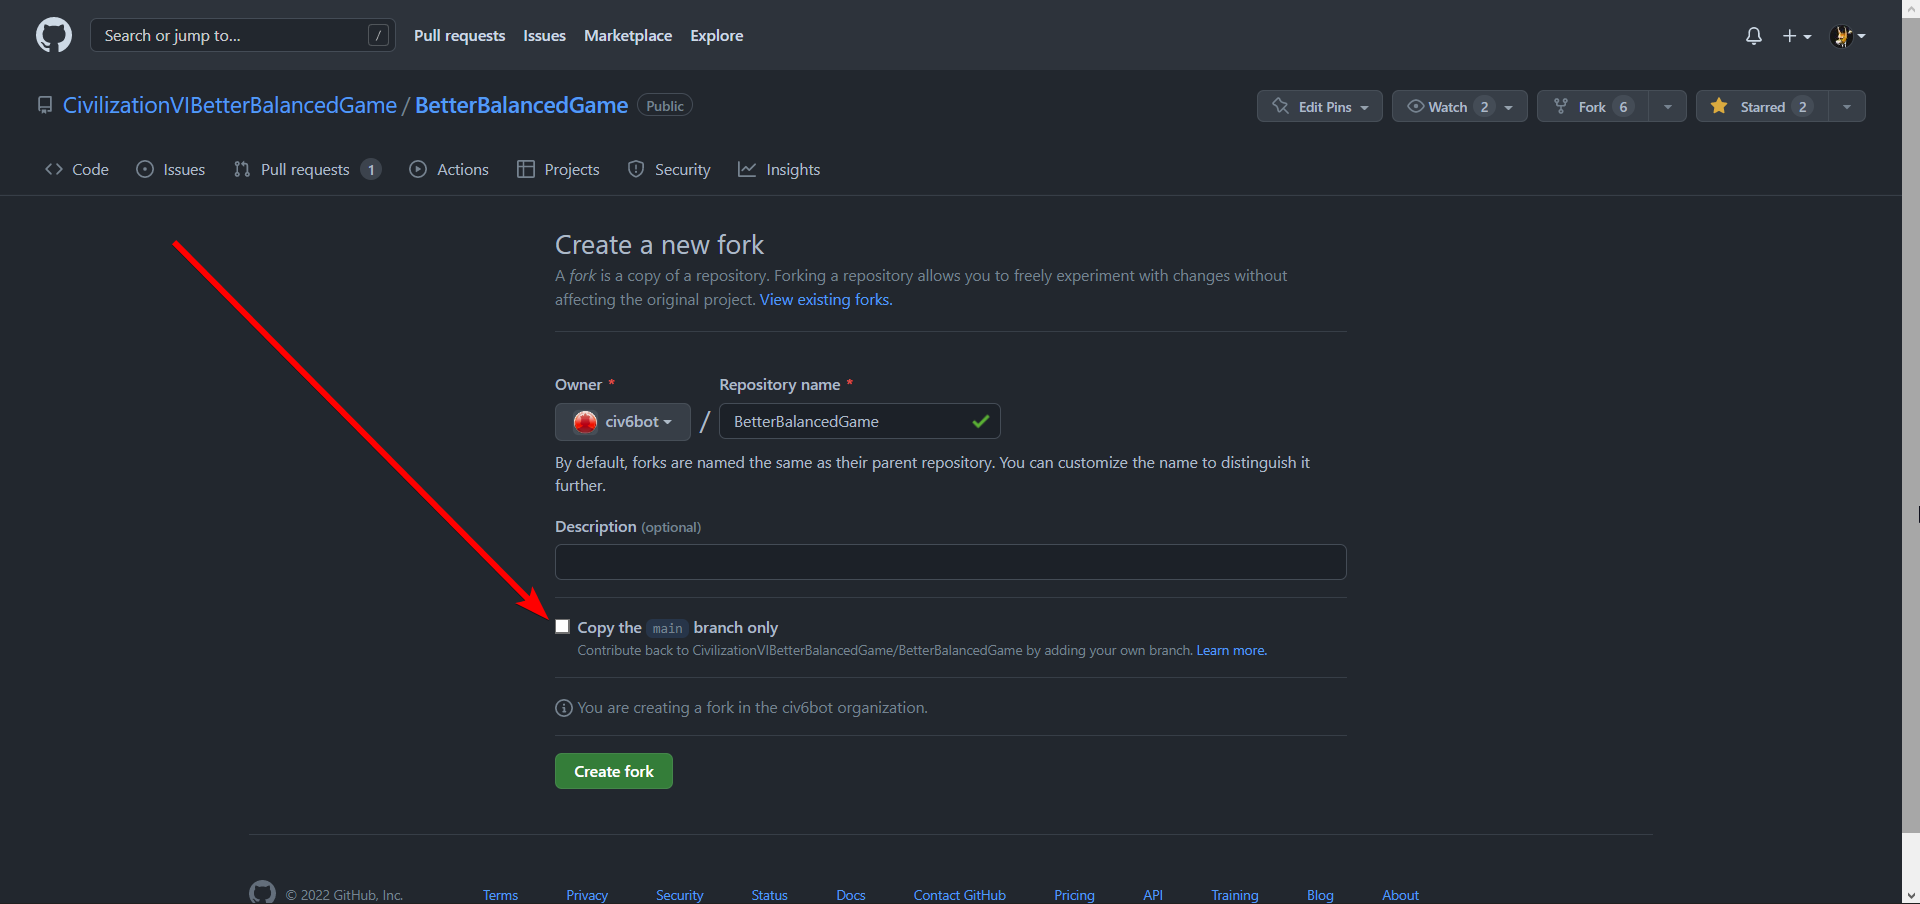 Search or jump to... /
Pull requests Issues Marketplace Explore
CivilizationVIBetterBalancedGame / BetterBalancedGame Public
Edit Pins Watch 2 Fork 6 Starred 2
Code Issues Pull requests 1 Actions Projects Security Insights
Create a new fork
A fork is a copy of a repository. Forking a repository allows you to freely experiment with changes without
affecting the original project. View existing forks.
Owner * Repository name *
civ6bot / BetterBalancedGame
By default, forks are named the same as their parent repository. You can customize the name to distinguish it
further.
Description (optional)
Copy the main branch only
Contribute back to CivilizationVIBetterBalancedGame/BetterBalancedGame by adding your own branch. Learn more.
You are creating a fork in the civ6bot organization.
Create fork
© 2022 GitHub, Inc. Terms Privacy Security Status Docs Contact GitHub Pricing API Training Blog About